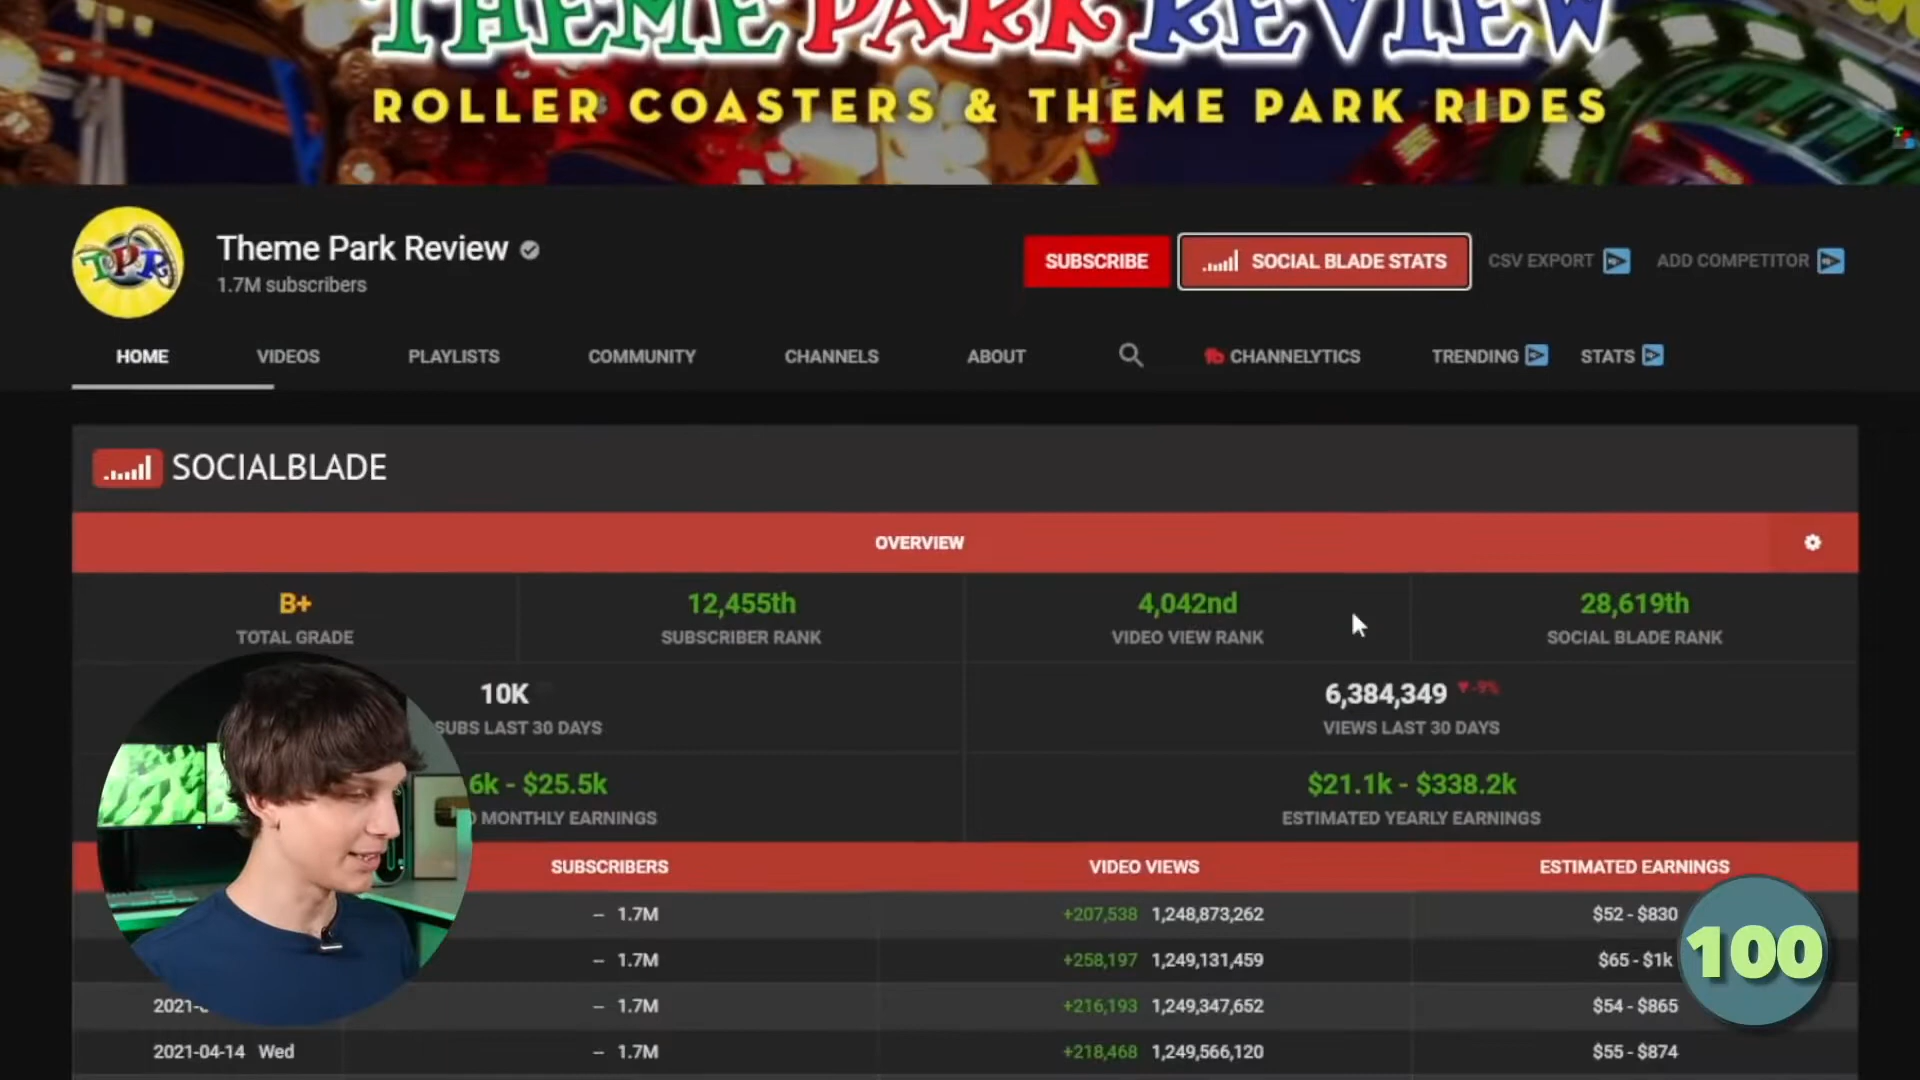 THEME PARK REVIEW
ROLLER COASTERS & THEME PARK RIDES
TPR
Theme Park Review
1.7M subscribers
SUBSCRIBE
SOCIAL BLADE STATS
CSV EXPORT
ADD COMPETITOR
HOME
VIDEOS
PLAYLISTS
COMMUNITY
CHANNELS
ABOUT
CHANNELYTICS
TRENDING
STATS
SOCIALBLADE
OVERVIEW
B+
TOTAL GRADE
12,455th
SUBSCRIBER RANK
4,042nd
VIDEO VIEW RANK
28,619th
SOCIAL BLADE RANK
10K
SUBS LAST 30 DAYS
6,384,349 -9%
VIEWS LAST 30 DAYS
6k - $25.5k
MONTHLY EARNINGS
$21.1k - $338.2k
ESTIMATED YEARLY EARNINGS
SUBSCRIBERS VIDEO VIEWS ESTIMATED EARNINGS
-- 1.7M +207,538 1,248,873,262 $52 - $830
-- 1.7M +258,197 1,249,131,459 $65 - $1k
2021- -- 1.7M +216,193 1,249,347,652 $54 - $865
2021-04-14 Wed -- 1.7M +218,468 1,249,566,120 $55 - $874
100